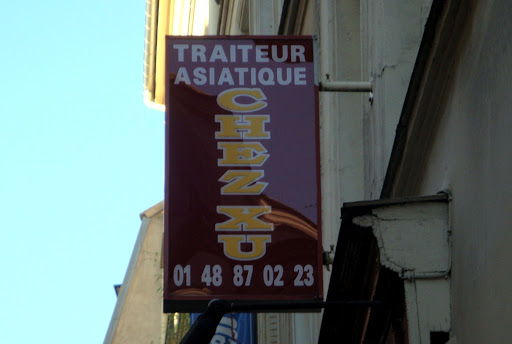 TRAITEUR
ASIATIQUE
CHEZ XU
01 48 87 02 23